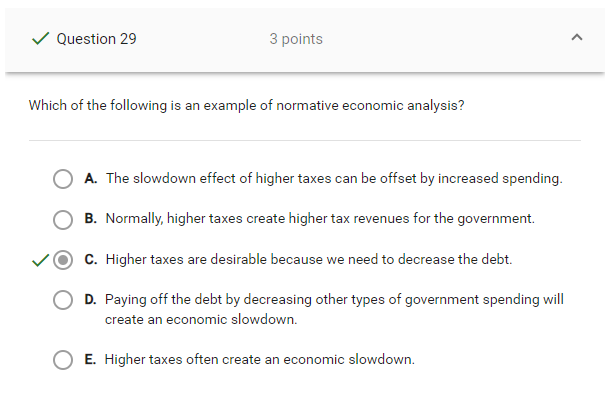 Question 29 3 points
Which of the following is an example of normative economic analysis?
A. The slowdown effect of higher taxes can be offset by increased spending.
B. Normally, higher taxes create higher tax revenues for the government.
C. Higher taxes are desirable because we need to decrease the debt.
D. Paying off the debt by decreasing other types of government spending will
create an economic slowdown.
E. Higher taxes often create an economic slowdown.